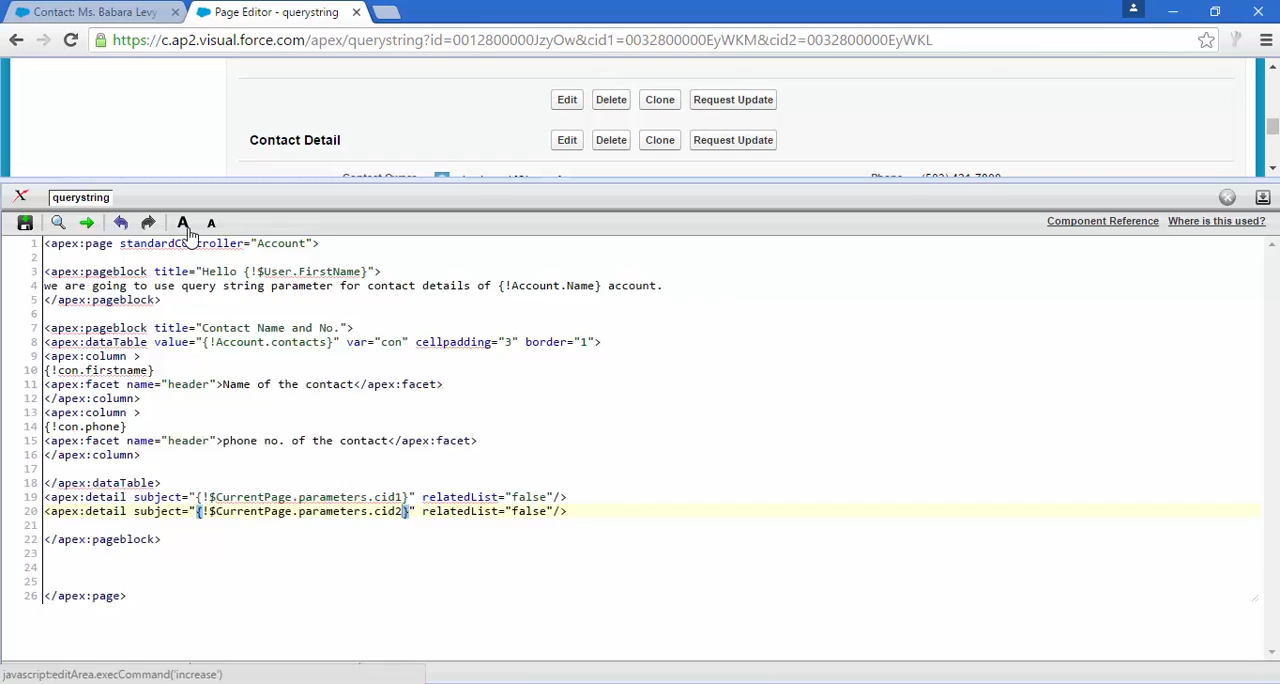 Contact: Ms. Babara Levy
Page Editor - querystring
https://c.ap2.visual.force.com/apex/querystring?id=0012800000JzyOw&cid1=0032800000EyWKM&cid2=0032800000EyWKL
Edit Delete Clone Request Update
Contact Detail Edit Delete Clone Request Update
querystring
A A Component Reference Where is this used?
1 <apex:page standardController="Account">
2
3 <apex:pageblock title="Hello {!$User.FirstName}">
4 we are going to use query string parameter for contact details of {!Account.Name} account.
5 </apex:pageblock>
6
7 <apex:pageblock title="Contact Name and No.">
8 <apex:dataTable value="{!Account.contacts}" var="con" cellpadding="3" border="1">
9 <apex:column >
10 {!con.firstname}
11 <apex:facet name="header">Name of the contact</apex:facet>
12 </apex:column>
13 <apex:column >
14 {!con.phone}
15 <apex:facet name="header">phone no. of the contact</apex:facet>
16 </apex:column>
17
18 </apex:dataTable>
19 <apex:detail subject="{!$CurrentPage.parameters.cid1}" relatedList="false"/>
20 <apex:detail subject="{!$CurrentPage.parameters.cid2}" relatedList="false"/>
21
22 </apex:pageblock>
23
24
25
26 </apex:page>
javascript:editArea.execCommand('increase')